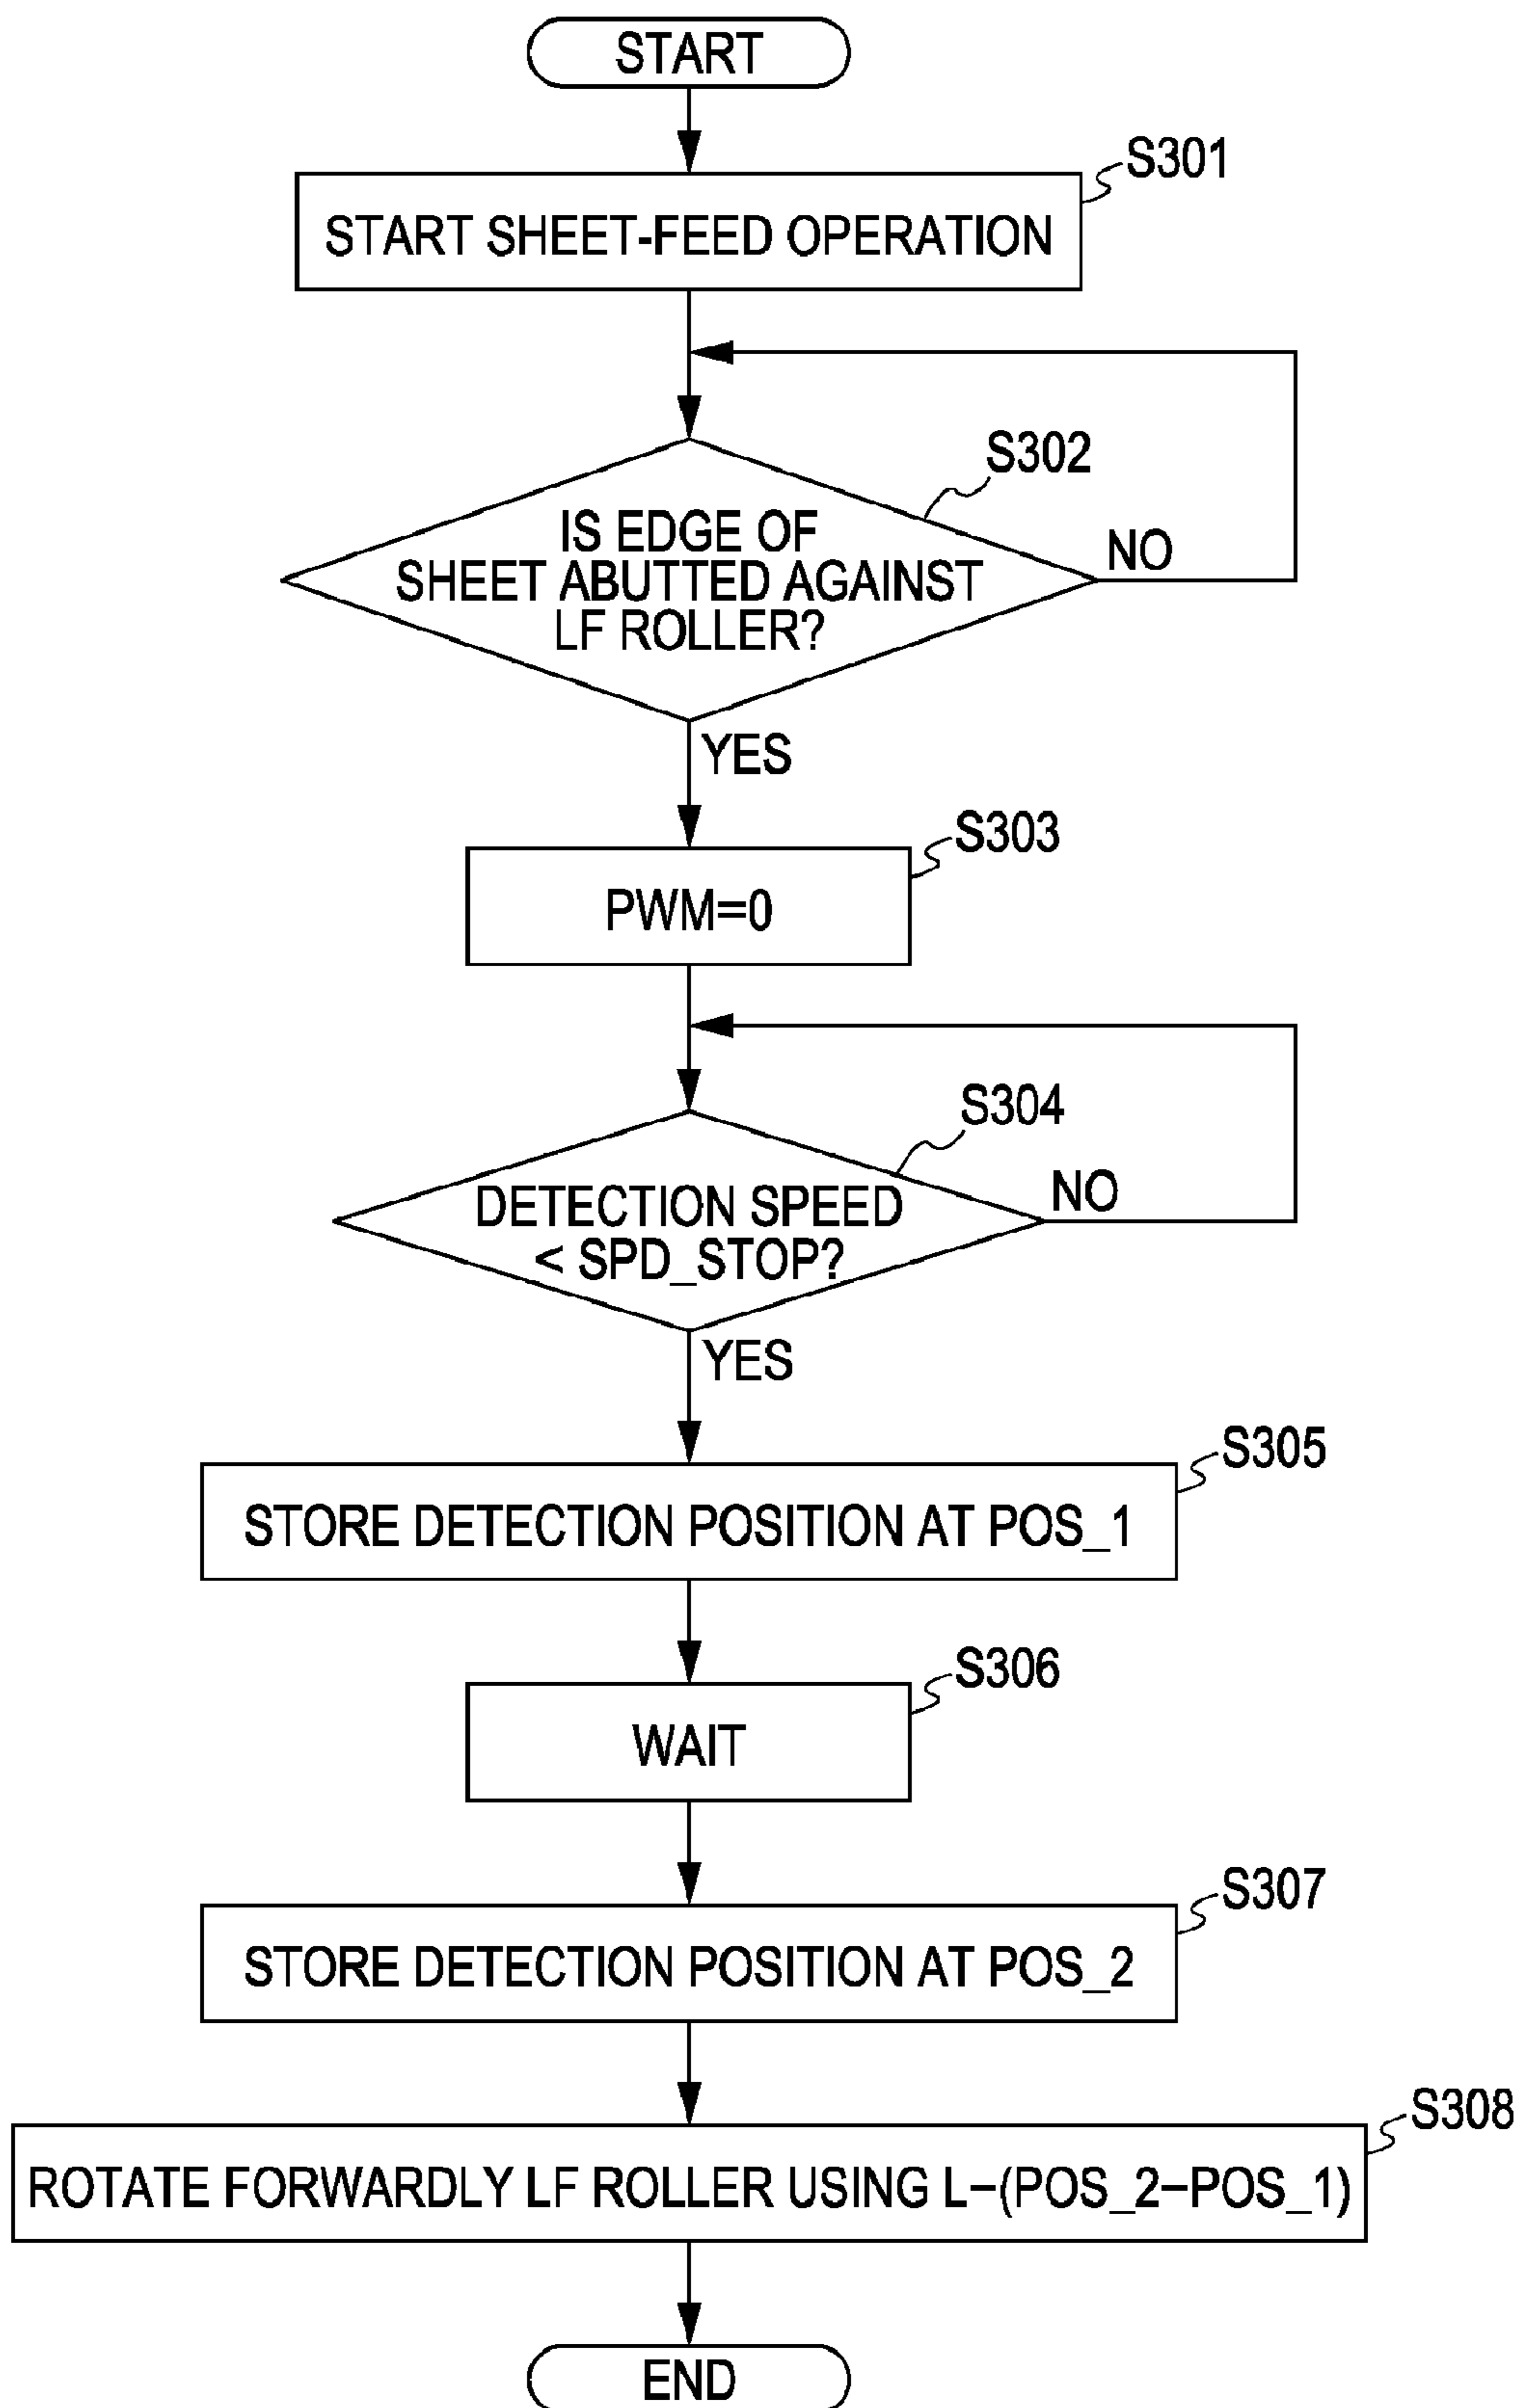 START
S301
START SHEET-FEED OPERATION
S302
IS EDGE OF
SHEET ABUTTED AGAINST
LF ROLLER?
NO
YES
S303
PWM=0
S304
DETECTION SPEED
< SPD_STOP?
NO
YES
S305
STORE DETECTION POSITION AT POS_1
S306
WAIT
S307
STORE DETECTION POSITION AT POS_2
S308
ROTATE FORWARDLY LF ROLLER USING L−(POS_2−POS_1)
END